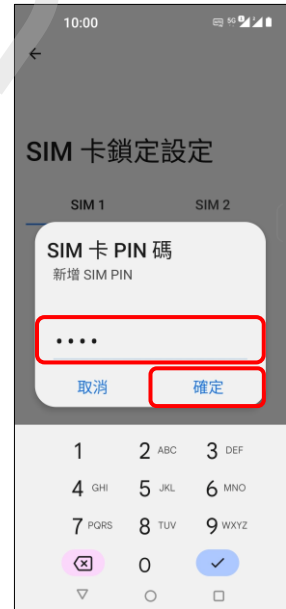 10:00
5G
SIM 卡鎖定設定
SIM 1 SIM 2
SIM 卡 PIN 碼
新增 SIM PIN
••••
取消 確定
1 2 ABC 3 DEF
4 GHI 5 JKL 6 MNO
7 PQRS 8 TUV 9 WXYZ
0